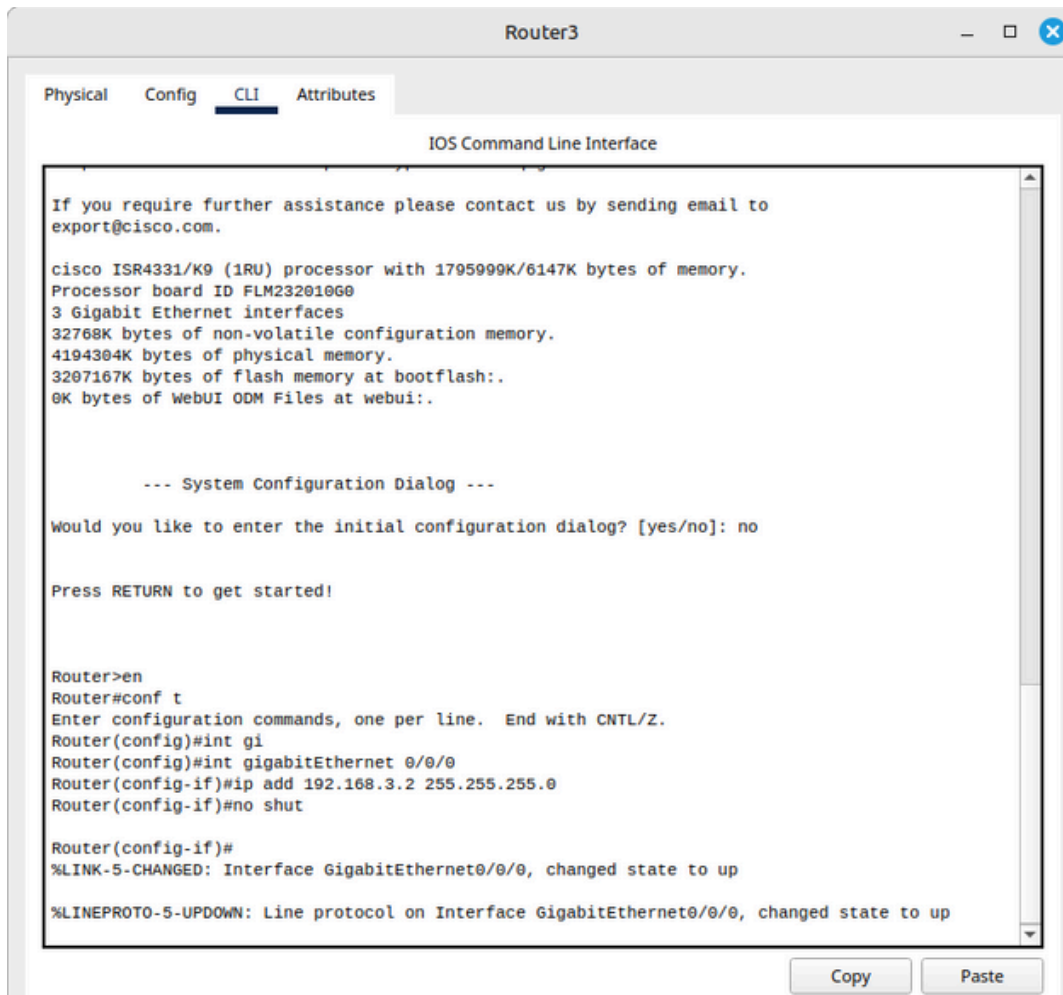 Router3
Physical Config CLI Attributes
IOS Command Line Interface
If you require further assistance please contact us by sending email to
export@cisco.com.
cisco ISR4331/K9 (1RU) processor with 1795999K/6147K bytes of memory.
Processor board ID FLM232010G0
3 Gigabit Ethernet interfaces
32768K bytes of non-volatile configuration memory.
4194304K bytes of physical memory.
3207167K bytes of flash memory at bootflash:.
0K bytes of WebUI ODM Files at webui:.
--- System Configuration Dialog ---
Would you like to enter the initial configuration dialog? [yes/no]: no
Press RETURN to get started!
Router>en
Router#conf t
Enter configuration commands, one per line.  End with CNTL/Z.
Router(config)#int gi
Router(config)#int gigabitEthernet 0/0/0
Router(config-if)#ip add 192.168.3.2 255.255.255.0
Router(config-if)#no shut
Router(config-if)#
%LINK-5-CHANGED: Interface GigabitEthernet0/0/0, changed state to up
%LINEPROTO-5-UPDOWN: Line protocol on Interface GigabitEthernet0/0/0, changed state to up
Copy Paste